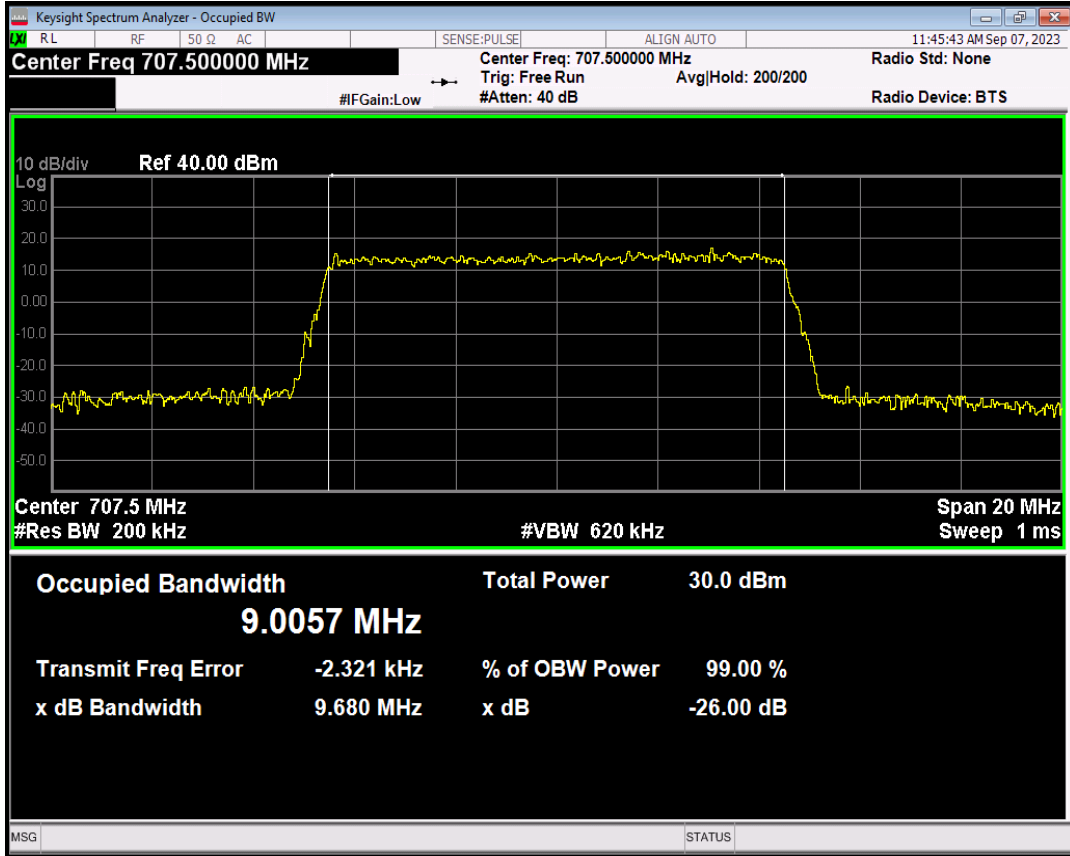 Keysight Spectrum Analyzer - Occupied BW
LXI RL RF 50 Ω AC SENSE:PULSE ALIGN AUTO 11:45:43 AM Sep 07, 2023
Center Freq 707.500000 MHz
Center Freq: 707.500000 MHz
Radio Std: None
Trig: Free Run Avg|Hold: 200/200
#IFGain:Low
#Atten: 40 dB
Radio Device: BTS
10 dB/div Ref 40.00 dBm
Log
30.0
20.0
10.0
0.00
-10.0
-20.0
-30.0
-40.0
-50.0
Center 707.5 MHz Span 20 MHz
#Res BW 200 kHz #VBW 620 kHz Sweep 1 ms
Occupied Bandwidth Total Power 30.0 dBm
9.0057 MHz
Transmit Freq Error -2.321 kHz % of OBW Power 99.00 %
x dB Bandwidth 9.680 MHz x dB -26.00 dB
MSG STATUS